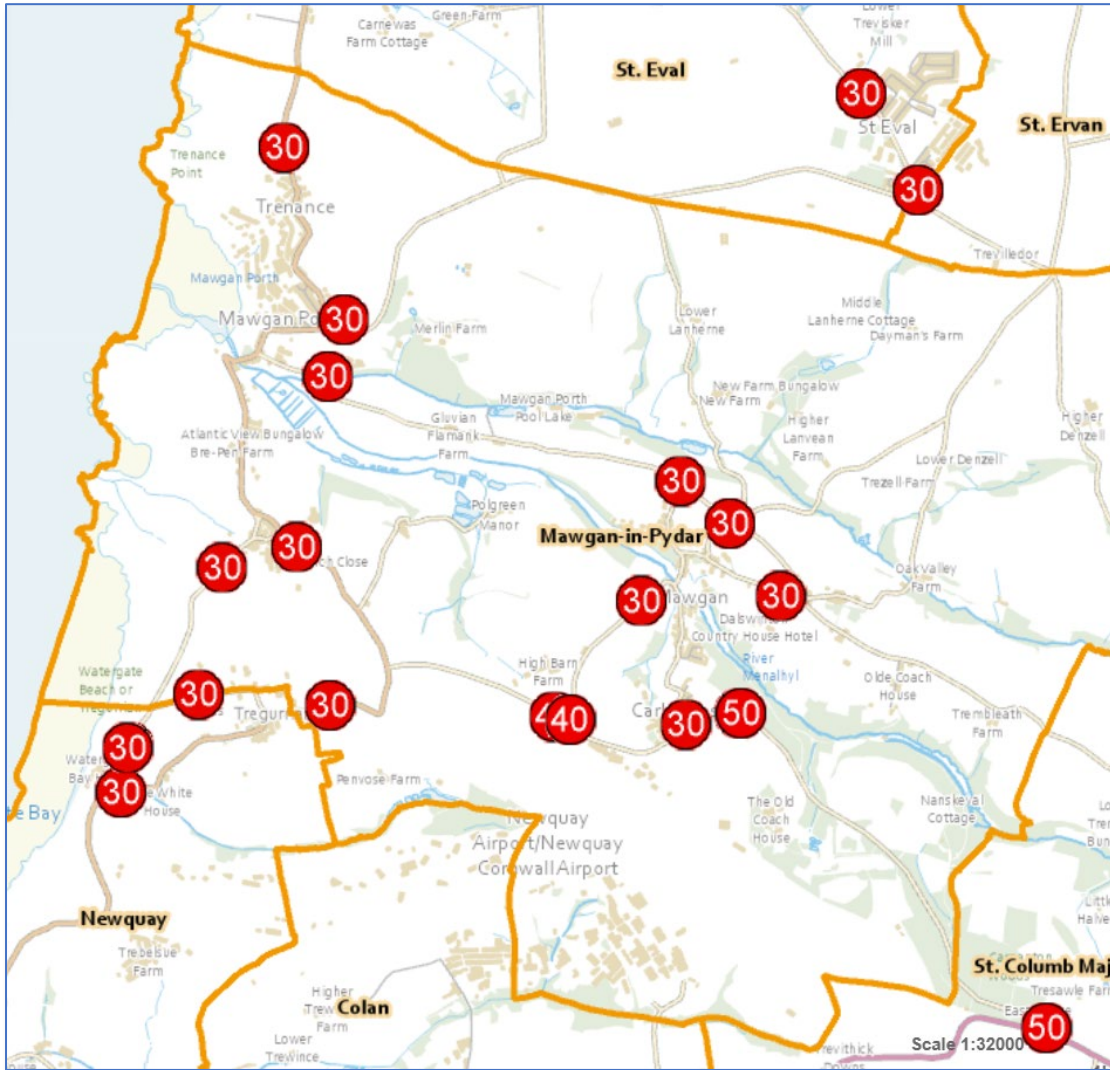 Carnewas
Farm Cottage
Green-Farm
Lower
Trevisker
Mill
St. Eval
30
St Eval
St. Ervan
30
Trenance
Point
Trenance
30
Trevilledor
Mawgan Porth
30
Merlin Farm
Lower
Lanherne
Middle
Lanherne Cottage
Dayman's Farm
30
Mawgan Porth
Pool Lake
New Farm Bungalow
New Farm
Atlantic View Bungalow
Bre-Pen Farm
Gluvian
Flamank
Farm
Higher
Lanvean
Farm
Higher
Denzell
Lower Denzell
Trezell Farm
30
Polgreen
Manor
30
Mawgan-in-Pydar
30
30
Oak Valley
Farm
30
30
Dalswinton
Country House Hotel
High Barn
Farm
River
Menalhyl
Olde Coach
House
Watergate
Beach or
30
30
40
30
50
Trembleath
Farm
30
30
Penvose Farm
The Old
Coach
House
Nanskeval
Cottage
Newquay
Airport/Newquay
Cornwall Airport
Newquay
Trebelsue
Farm
Colan
Higher
Farm
Lower
Trewince
St. Columb Maj
Tresawle Far
50
Scale 1:32000
Downs